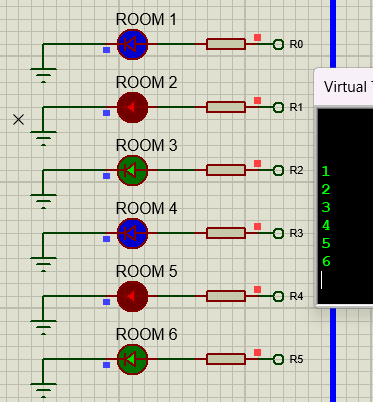 ROOM 1
R0
ROOM 2
R1
ROOM 3
R2
ROOM 4
R3
ROOM 5
R4
ROOM 6
R5
Virtual
1
2
3
4
5
6